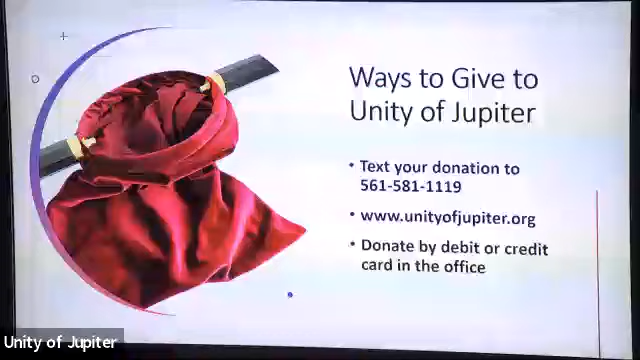 Ways to Give to
Unity of Jupiter
• Text your donation to
561-581-1119
• www.unityofjupiter.org
• Donate by debit or credit
card in the office
Unity of Jupiter